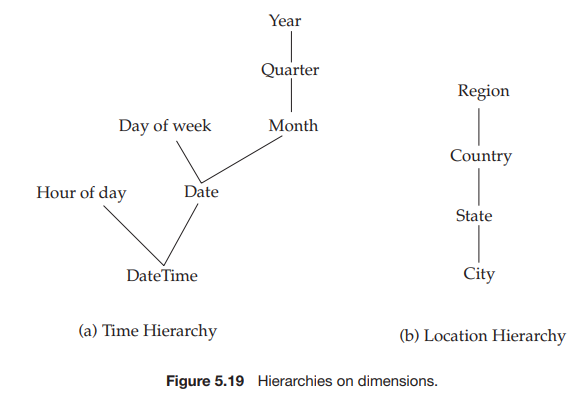 Year
Quarter
Month
Day of week
Date
Hour of day
DateTime
(a) Time Hierarchy
Region
Country
State
City
(b) Location Hierarchy
Figure 5.19 Hierarchies on dimensions.